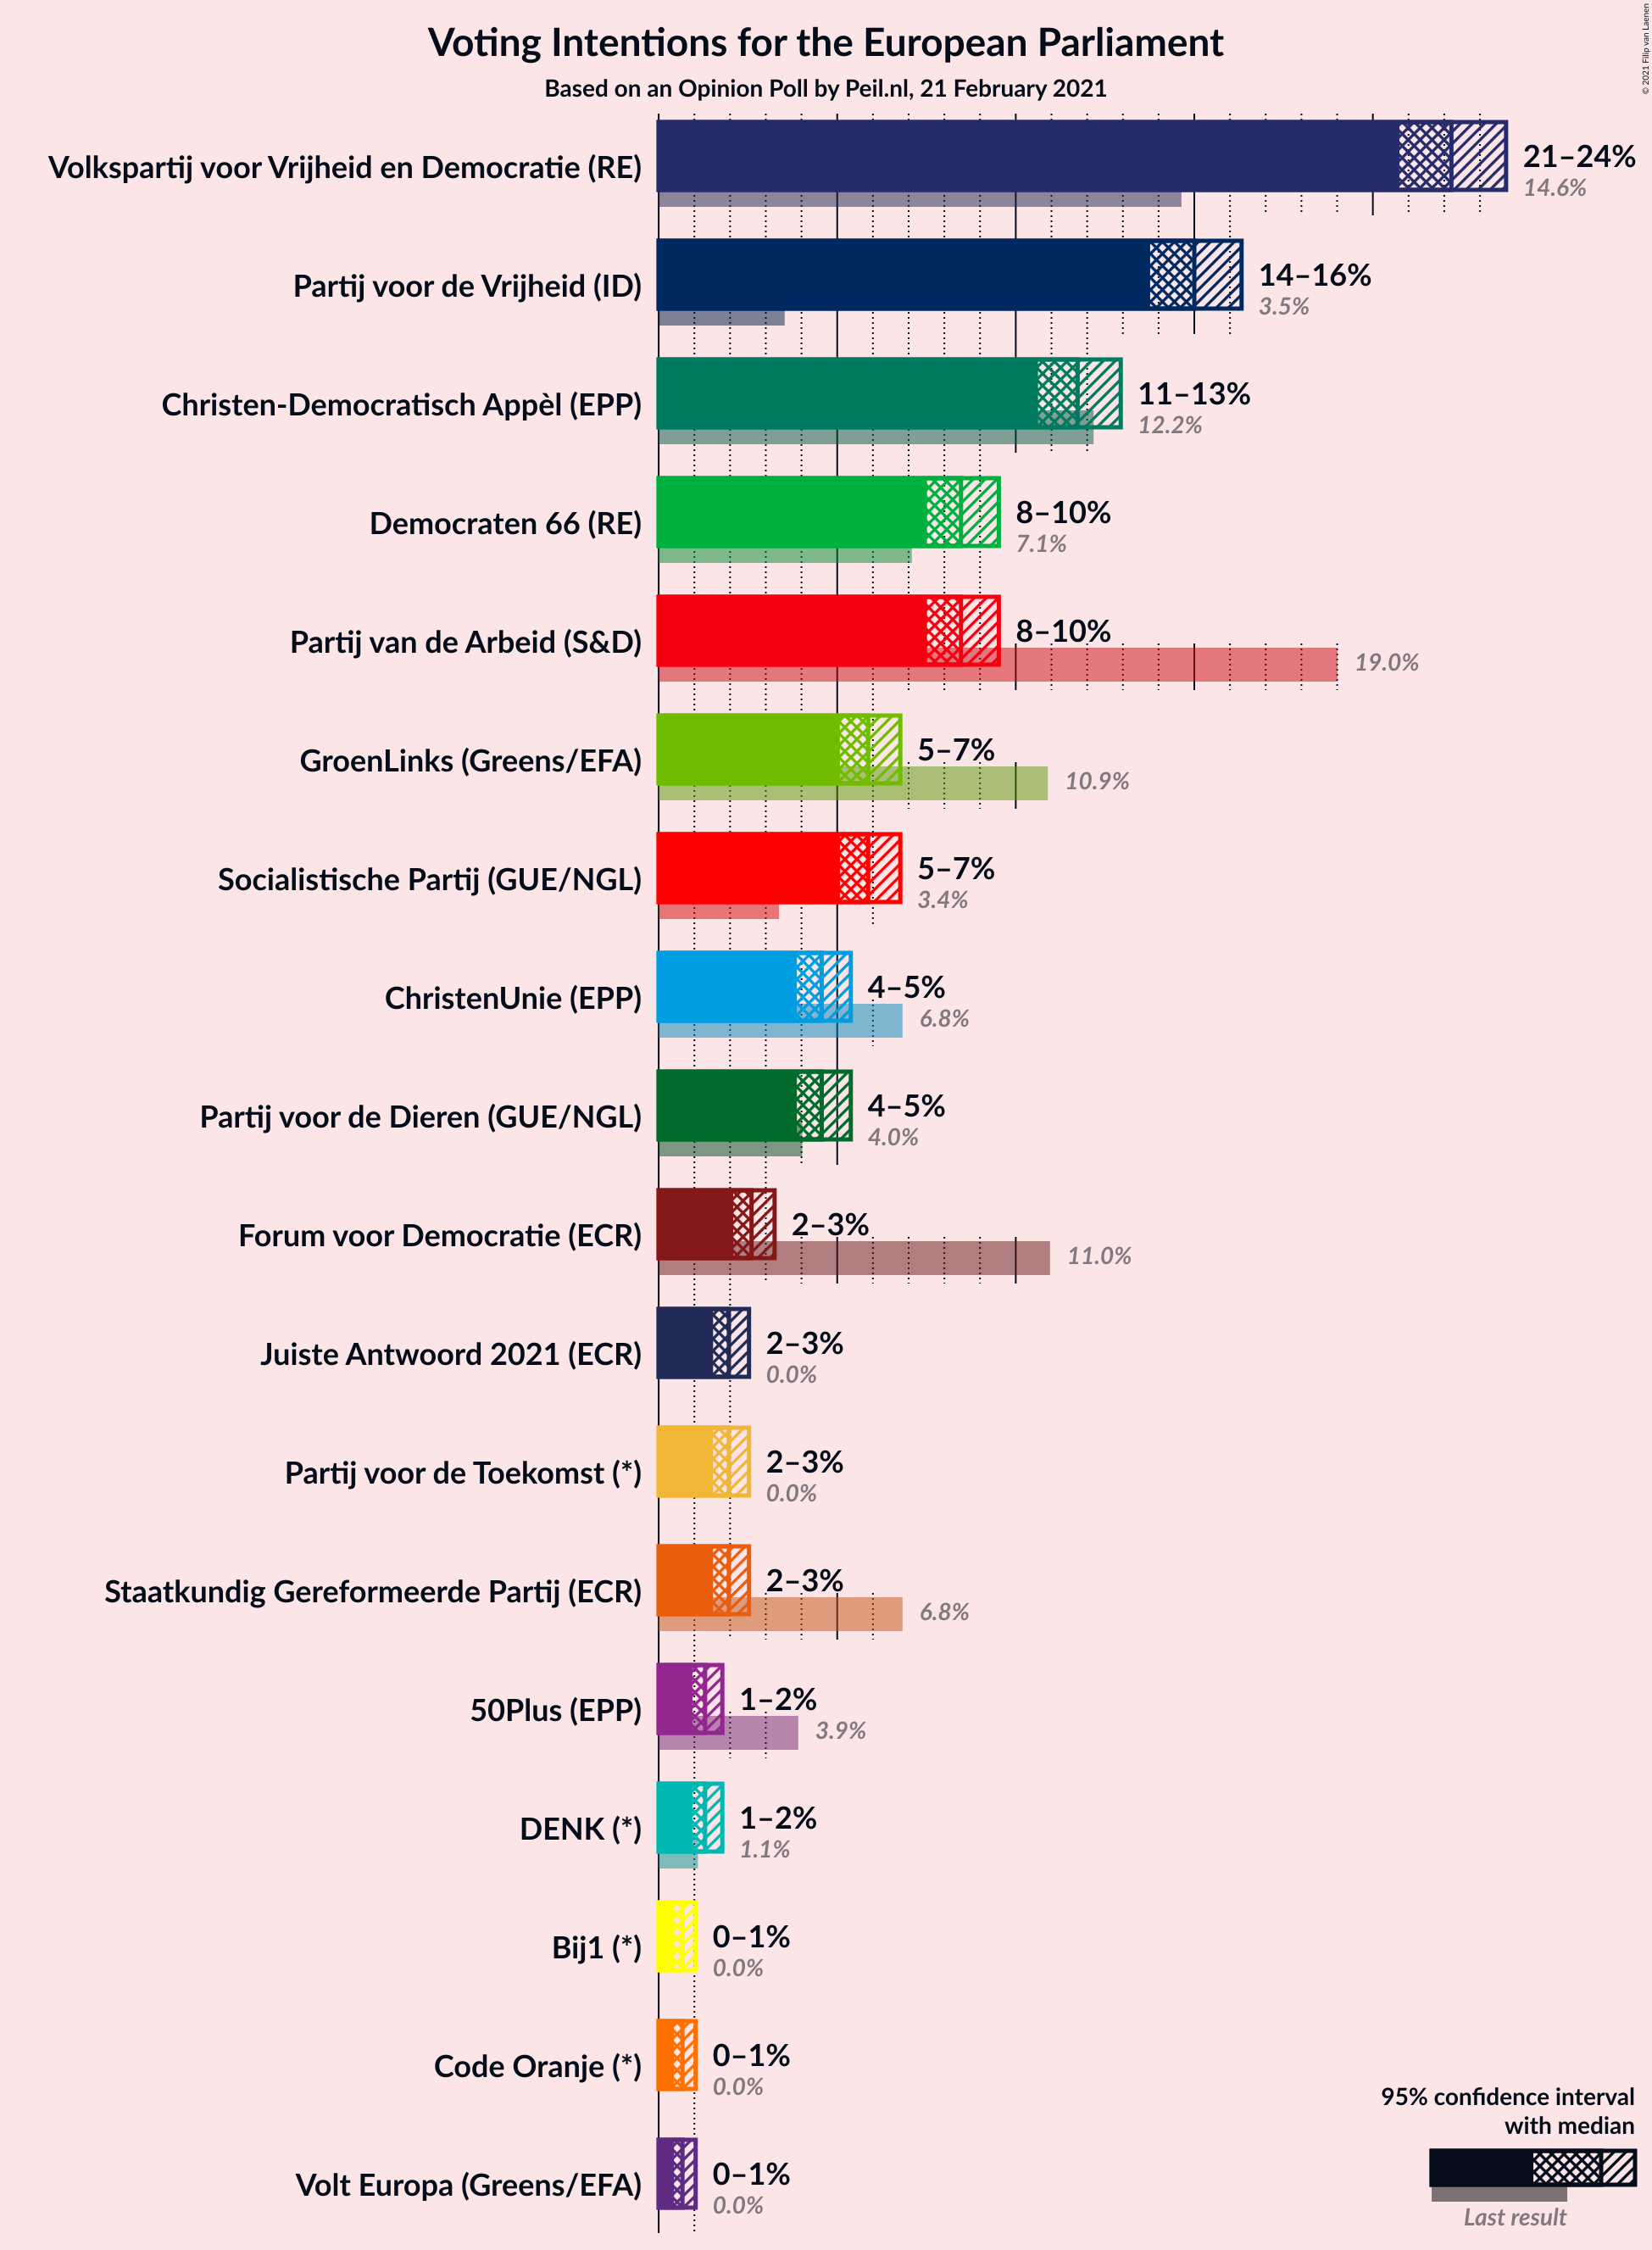 Voting Intentions for the European Parliament
Based on an Opinion Poll by Peil.nl, 21 February 2021
© 2021 Filip van Laenen
Volkspartij voor Vrijheid en Democratie (RE)
21–24%
14.6%
Partij voor de Vrijheid (ID)
14–16%
3.5%
Christen-Democratisch Appèl (EPP)
11–13%
12.2%
Democraten 66 (RE)
8–10%
7.1%
Partij van de Arbeid (S&D)
8–10%
19.0%
GroenLinks (Greens/EFA)
5–7%
10.9%
Socialistische Partij (GUE/NGL)
5–7%
3.4%
ChristenUnie (EPP)
4–5%
6.8%
Partij voor de Dieren (GUE/NGL)
4–5%
4.0%
Forum voor Democratie (ECR)
2–3%
11.0%
Juiste Antwoord 2021 (ECR)
2–3%
0.0%
Partij voor de Toekomst (*)
2–3%
0.0%
Staatkundig Gereformeerde Partij (ECR)
2–3%
6.8%
50Plus (EPP)
1–2%
3.9%
DENK (*)
1–2%
1.1%
Bij1 (*)
0–1%
0.0%
Code Oranje (*)
0–1%
0.0%
Volt Europa (Greens/EFA)
0–1%
0.0%
95% confidence interval
with median
Last result